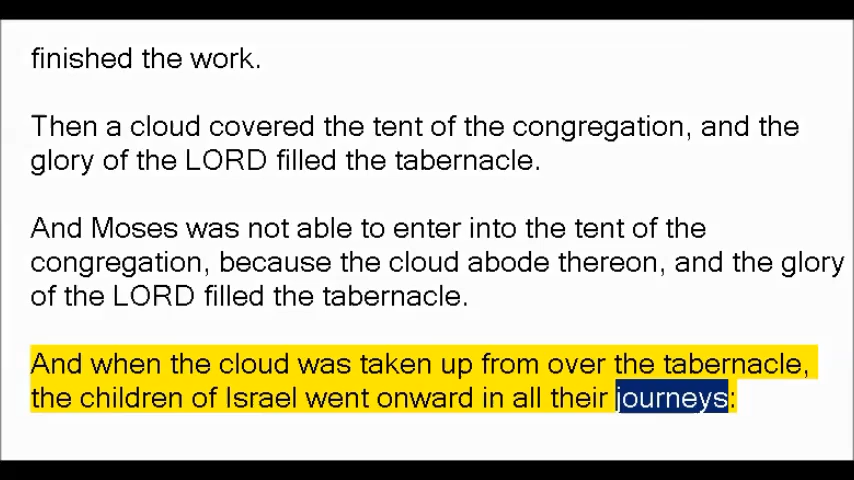 finished the work.
Then a cloud covered the tent of the congregation, and the
glory of the LORD filled the tabernacle.
And Moses was not able to enter into the tent of the
congregation, because the cloud abode thereon, and the glory
of the LORD filled the tabernacle.
And when the cloud was taken up from over the tabernacle,
the children of Israel went onward in all their journeys: